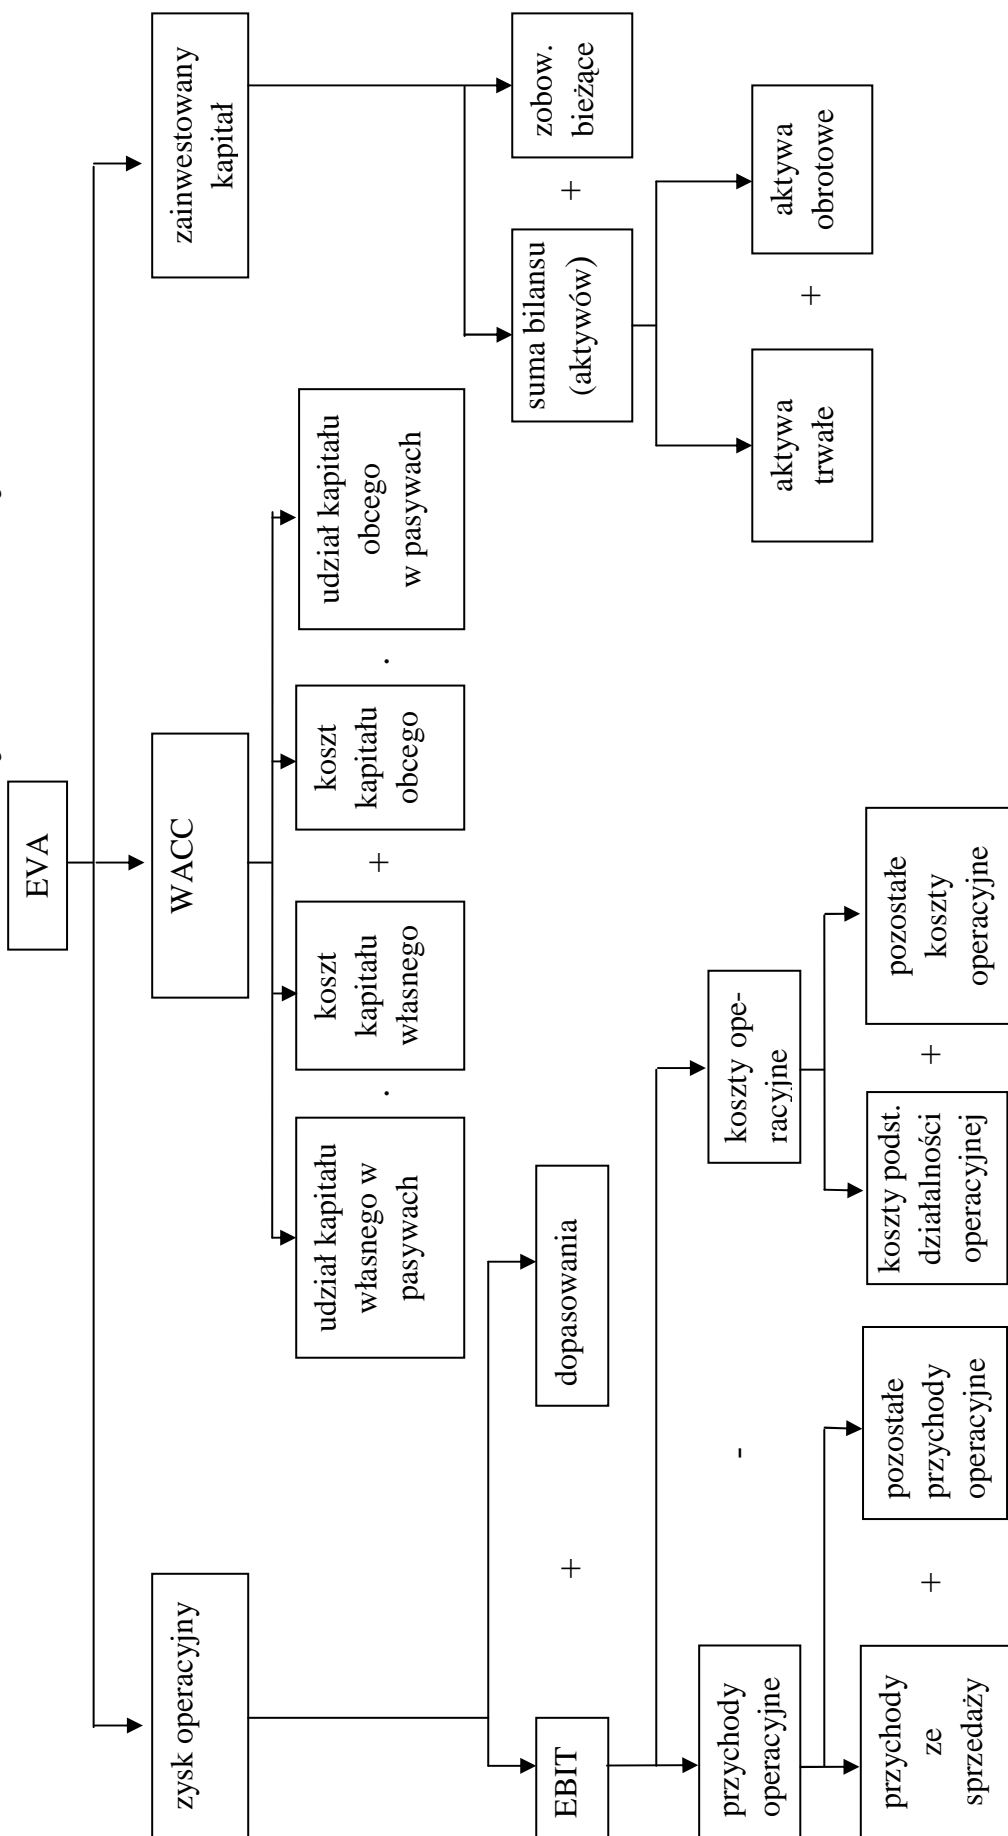 EVA
zysk operacyjny
WACC
zainwestowany
kapitał
udział kapitału
własnego w
pasywach
.
koszt
kapitału
własnego
+
koszt
kapitału
obcego
.
udział kapitału
obcego
w pasywach
suma bilansu
(aktywów)
+
zobow.
bieżące
EBIT
+
dopasowania
przychody
operacyjne
-
koszty ope-
racyjne
aktywa
trwałe
+
aktywa
obrotowe
przychody
ze
sprzedaży
+
pozostałe
przychody
operacyjne
koszty podst.
działalności
operacyjnej
+
pozostałe
koszty
operacyjne